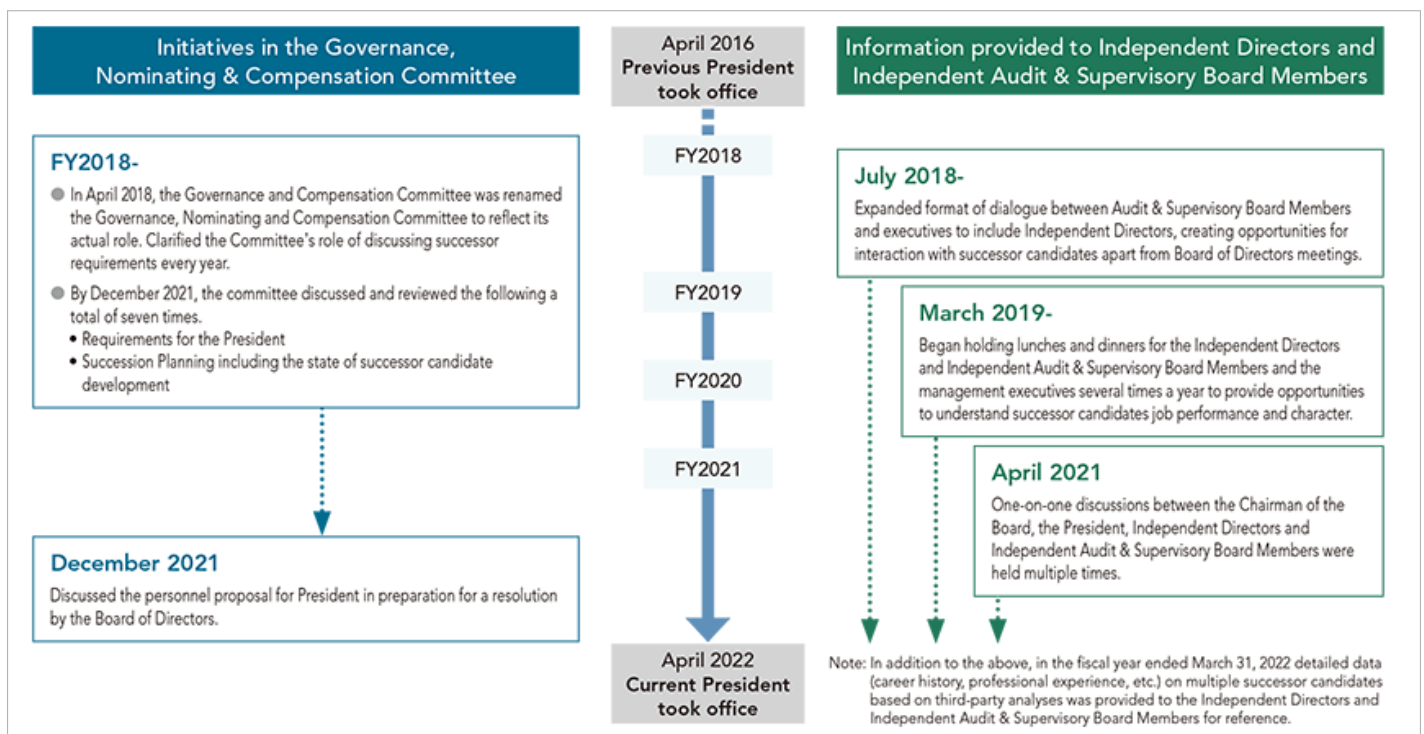 Initiatives in the Governance,
Nominating & Compensation Committee
FY2018-
● In April 2018, the Governance and Compensation Committee was renamed
the Governance, Nominating and Compensation Committee to reflect its
actual role. Clarified the Committee's role of discussing successor
requirements every year.
● By December 2021, the committee discussed and reviewed the following a
total of seven times.
• Requirements for the President
• Succession Planning including the state of successor candidate
development
December 2021
Discussed the personnel proposal for President in preparation for a resolution
by the Board of Directors.
April 2016
Previous President
took office
FY2018
FY2019
FY2020
FY2021
April 2022
Current President
took office
Information provided to Independent Directors and
Independent Audit & Supervisory Board Members
July 2018-
Expanded format of dialogue between Audit & Supervisory Board Members
and executives to include Independent Directors, creating opportunities for
interaction with successor candidates apart from Board of Directors meetings.
March 2019-
Began holding lunches and dinners for the Independent Directors
and Independent Audit & Supervisory Board Members and the
management executives several times a year to provide opportunities
to understand successor candidates job performance and character.
April 2021
One-on-one discussions between the Chairman of the
Board, the President, Independent Directors and
Independent Audit & Supervisory Board Members were
held multiple times.
Note: In addition to the above, in the fiscal year ended March 31, 2022 detailed data
(career history, professional experience, etc.) on multiple successor candidates
based on third-party analyses was provided to the Independent Directors and
Independent Audit & Supervisory Board Members for reference.